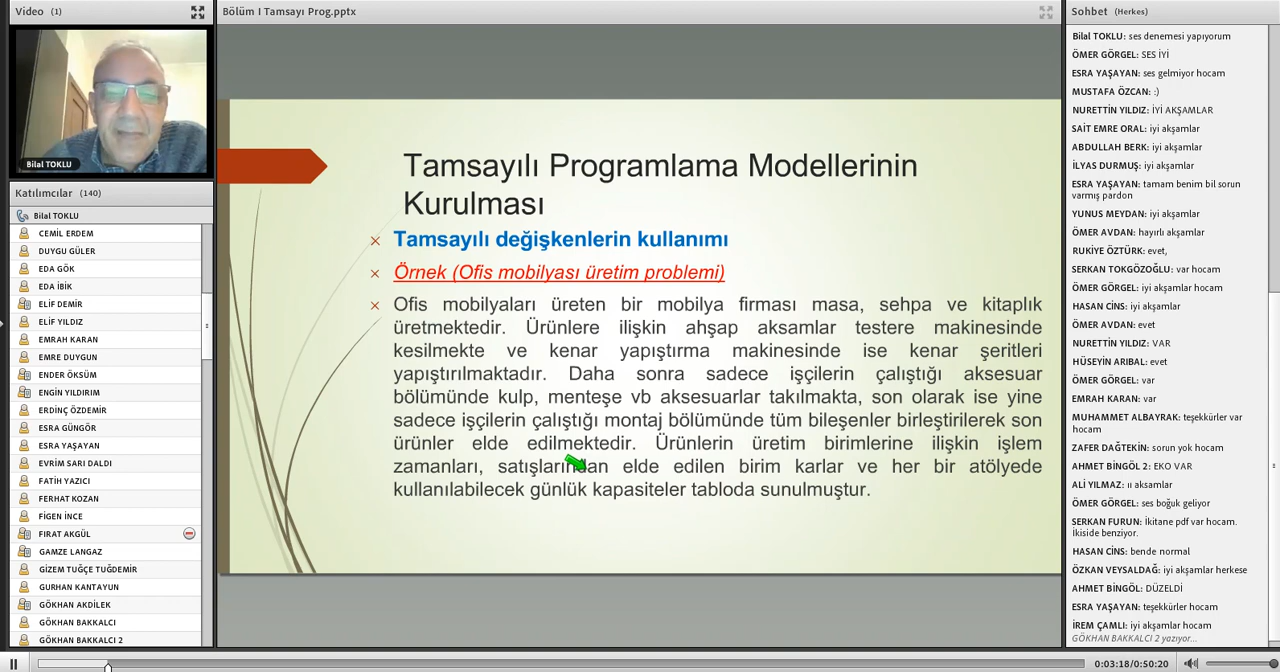 Video (1)
Bilal TOKLU
Katılımcılar (140)
Bilal TOKLU
CEMİL ERDEM
DUYGU GÜLER
EDA GÖK
EDA İBİK
ELİF DEMİR
ELİF YILDIZ
EMRAH KARAN
EMRE DUYGUN
ENDER ÖKSÜM
ENGİN YILDIRIM
ERDİNÇ ÖZDEMİR
ESRA GÜNGÖR
ESRA YAŞAYAN
EVRİM SARI DALDI
FATİH YAZICI
FERHAT KOZAN
FİGEN İNCE
FIRAT AKGÜL
GAMZE LANGAZ
GİZEM TUĞÇE TUĞDEMİR
GURHAN KANTAYUN
GÖKHAN AKDİLEK
GÖKHAN BAKKALCI
GÖKHAN BAKKALCI 2
Bölüm I Tamsayı Prog.pptx
Tamsayılı Programlama Modellerinin
Kurulması
Tamsayılı değişkenlerin kullanımı
Örnek (Ofis mobilyası üretim problemi)
Ofis mobilyaları üreten bir mobilya firması masa, sehpa ve kitaplık
üretmektedir. Ürünlere ilişkin ahşap aksamlar testere makinesinde
kesilmekte ve kenar yapıştırma makinesinde ise kenar şeritleri
yapıştırılmaktadır. Daha sonra sadece işçilerin çalıştığı aksesuar
bölümünde kulp, menteşe vb aksesuarlar takılmakta, son olarak ise yine
sadece işçilerin çalıştığı montaj bölümünde tüm bileşenler birleştirilerek son
ürünler elde edilmektedir. Ürünlerin üretim birimlerine ilişkin işlem
zamanları, satışlarından elde edilen birim karlar ve her bir atölyede
kullanılabilecek günlük kapasiteler tabloda sunulmuştur.
Sohbet (Herkes)
Bilal TOKLU: ses denemesi yapıyorum
ÖMER GÖRGEL: SES İYİ
ESRA YAŞAYAN: ses gelmiyor hocam
MUSTAFA ÖZCAN: :)
NURETTİN YILDIZ: İYİ AKŞAMLAR
SAİT EMRE ORAL: iyi akşamlar
ABDULLAH BERK: iyi akşamlar
İLYAS DURMUŞ: iyi akşamlar
ESRA YAŞAYAN: tamam benim bil sorun
varmış pardon
YUNUS MEYDAN: iyi akşamlar
ÖMER AVDAN: hayırlı akşamlar
RUKİYE ÖZTÜRK: evet,
SERKAN TOKGÖZOĞLU: var hocam
ÖMER GÖRGEL: iyi akşamlar hocam
HASAN CİNS: iyi akşamlar
ÖMER AVDAN: evet
NURETTİN YILDIZ: VAR
HÜSEYİN ARIBAL: evet
ÖMER GÖRGEL: var
EMRAH KARAN: var
MUHAMMET ALBAYRAK: teşekkürler var
hocam
ZAFER DAĞTEKİN: sorun yok hocam
AHMET BİNGÖL 2: EKO VAR
ALİ YILMAZ: ıı aksamlar
ÖMER GÖRGEL: ses boğuk geliyor
SERKAN FURUN: İkitane pdf var hocam.
İkiside benziyor.
HASAN CİNS: bende normal
ÖZKAN VEYSALDAĞ: iyi akşamlar herkese
AHMET BİNGÖL: DÜZELDİ
ESRA YAŞAYAN: teşekkürler hocam
İREM ÇAMLI: iyi akşamlar hocam
GÖKHAN BAKKALCI 2 yazıyor...
0:03:18/0:50:20